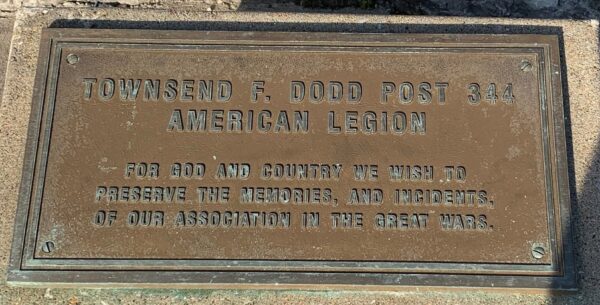 TOWNSEND F. DODD POST 344
AMERICAN LEGION
FOR GOD AND COUNTRY WE WISH TO
PRESERVE THE MEMORIES, AND INCIDENTS,
OF OUR ASSOCIATION IN THE GREAT WARS.